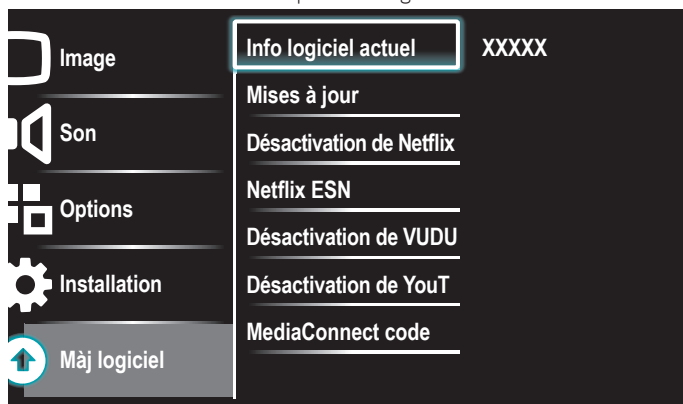 Image
Son
Options
Installation
Màj logiciel
Info logiciel actuel
Mises à jour
Désactivation de Netflix
Netflix ESN
Désactivation de VUDU
Désactivation de YouT
MediaConnect code
XXXXX